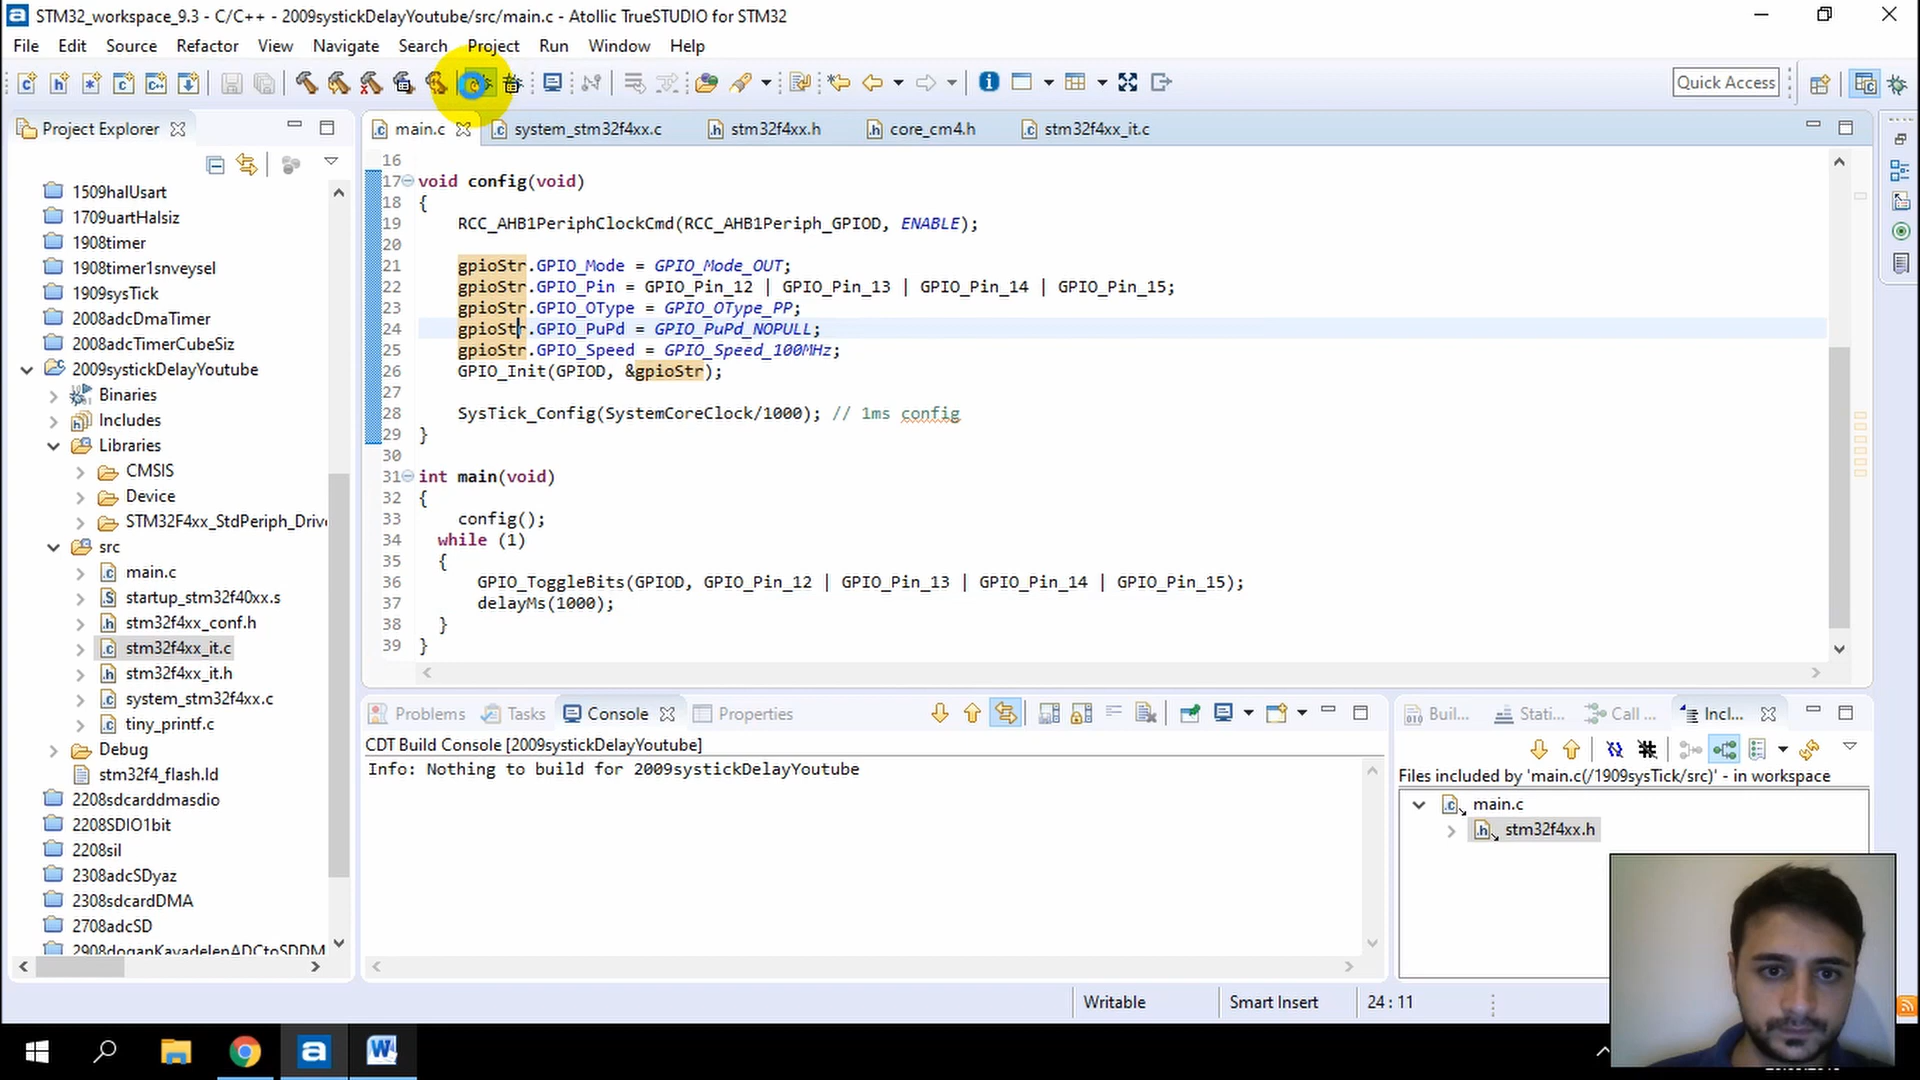 STM32_workspace_9.3 - C/C++ - 2009systickDelayYoutube/src/main.c - Atollic TrueSTUDIO for STM32
File Edit Source Refactor View Navigate Search Project Run Window Help
Quick Access
Project Explorer
1509halUsart
1709uartHalsiz
1908timer
1908timer1snveysel
1909sysTick
2008adcDmaTimer
2008adcTimerCubeSiz
2009systickDelayYoutube
Binaries
Includes
Libraries
CMSIS
Device
STM32F4xx_StdPeriph_Drive
src
main.c
startup_stm32f40xx.s
stm32f4xx_conf.h
stm32f4xx_it.c
stm32f4xx_it.h
system_stm32f4xx.c
tiny_printf.c
Debug
stm32f4_flash.ld
2208sdcarddmasdio
2208SDIO1bit
2208sil
2308adcSDyaz
2308sdcardDMA
2708adcSD
2908doganKayadelenADCtoSDDM
main.c system_stm32f4xx.c stm32f4xx.h core_cm4.h stm32f4xx_it.c
16
17 void config(void)
18 {
19 RCC_AHB1PeriphClockCmd(RCC_AHB1Periph_GPIOD, ENABLE);
20
21 gpioStr.GPIO_Mode = GPIO_Mode_OUT;
22 gpioStr.GPIO_Pin = GPIO_Pin_12 | GPIO_Pin_13 | GPIO_Pin_14 | GPIO_Pin_15;
23 gpioStr.GPIO_OType = GPIO_OType_PP;
24 gpioStr.GPIO_PuPd = GPIO_PuPd_NOPULL;
25 gpioStr.GPIO_Speed = GPIO_Speed_100MHz;
26 GPIO_Init(GPIOD, &gpioStr);
27
28 SysTick_Config(SystemCoreClock/1000); // 1ms config
29 }
30
31 int main(void)
32 {
33 config();
34 while (1)
35 {
36 GPIO_ToggleBits(GPIOD, GPIO_Pin_12 | GPIO_Pin_13 | GPIO_Pin_14 | GPIO_Pin_15);
37 delayMs(1000);
38 }
39 }
Problems Tasks Console Properties
CDT Build Console [2009systickDelayYoutube]
Info: Nothing to build for 2009systickDelayYoutube
Buil... Stati... Call ... Incl...
Files included by 'main.c(/1909sysTick/src)' - in workspace
main.c
stm32f4xx.h
Writable Smart Insert 24 : 11